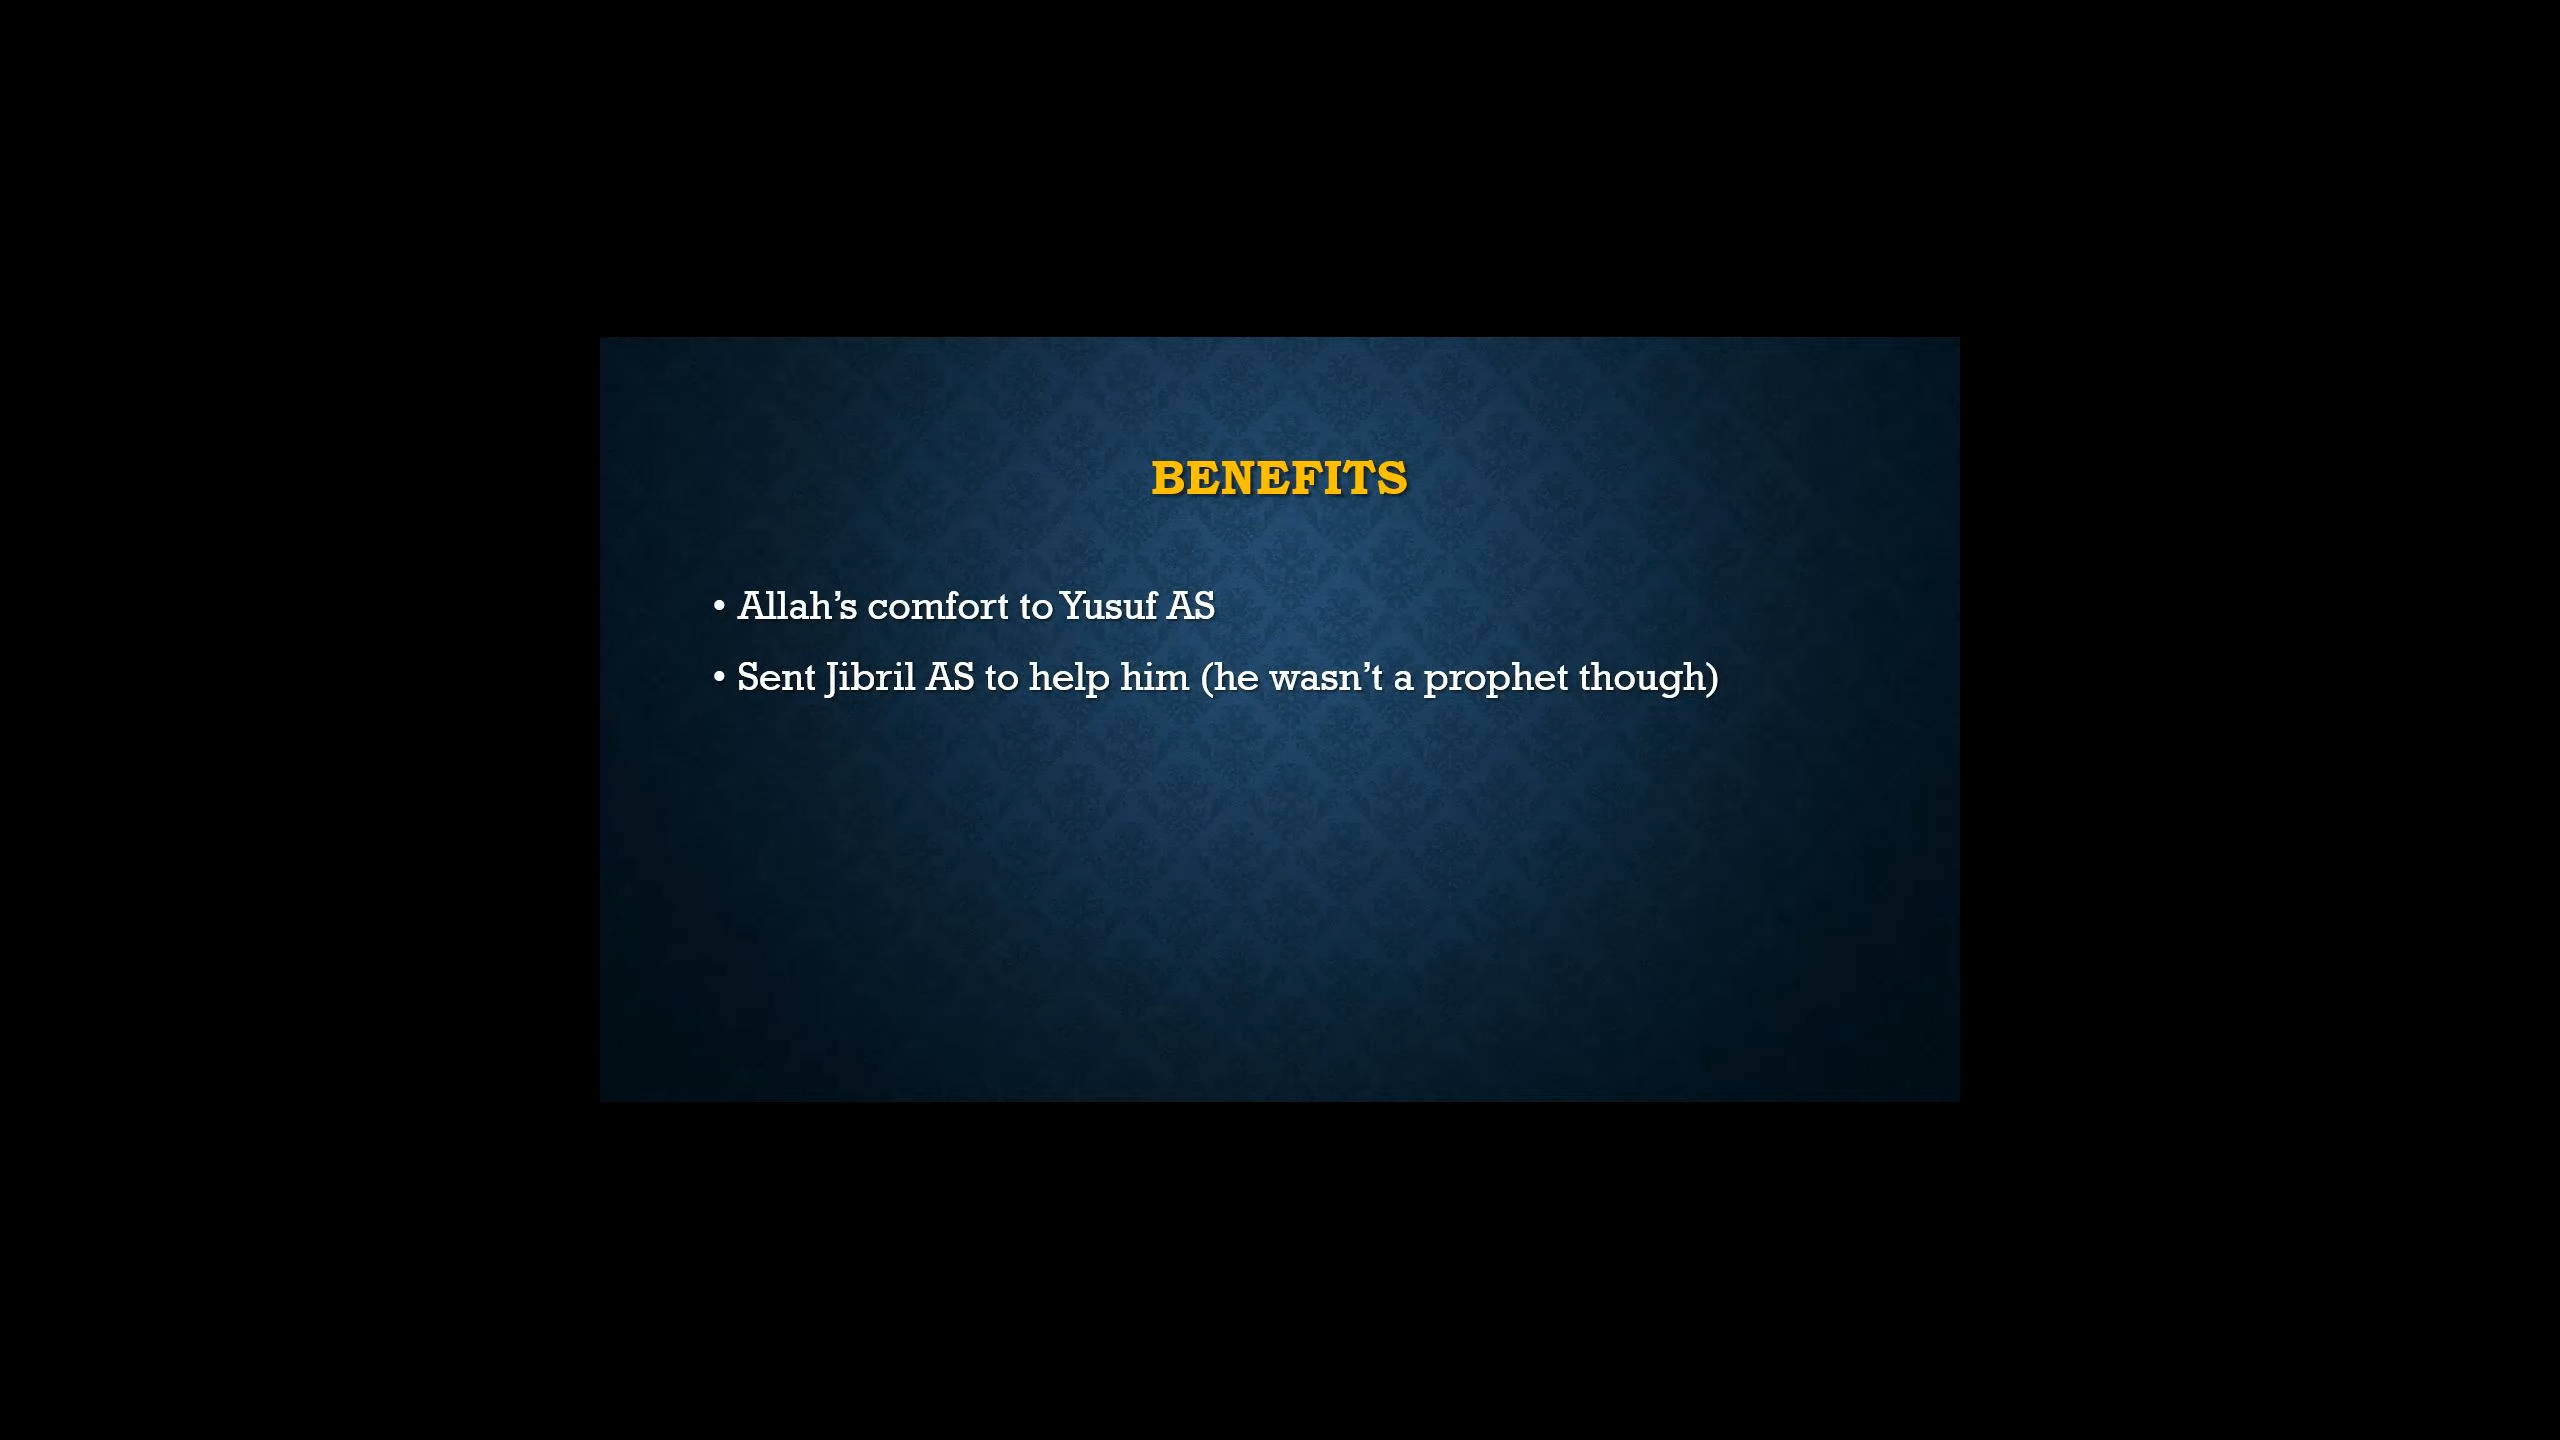 BENEFITS
• Allah’s comfort to Yusuf AS
• Sent Jibril AS to help him (he wasn’t a prophet though)